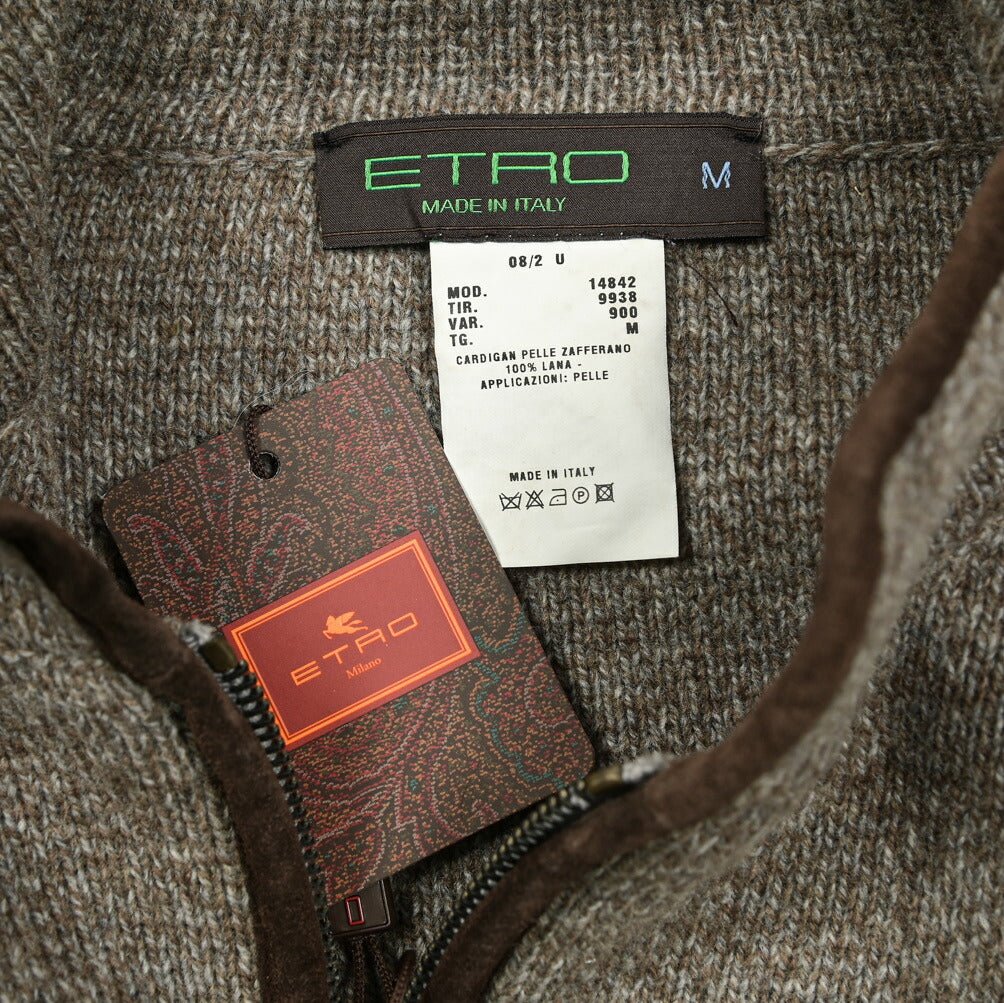 ETRO M
MADE IN ITALY
08/2 U
MOD. 14842
TIR. 9938
VAR. 900
TG. M
CARDIGAN PELLE ZAFFERANO
100% LANA -
APPLICAZIONI: PELLE
MADE IN ITALY
P
ETRO
Milano